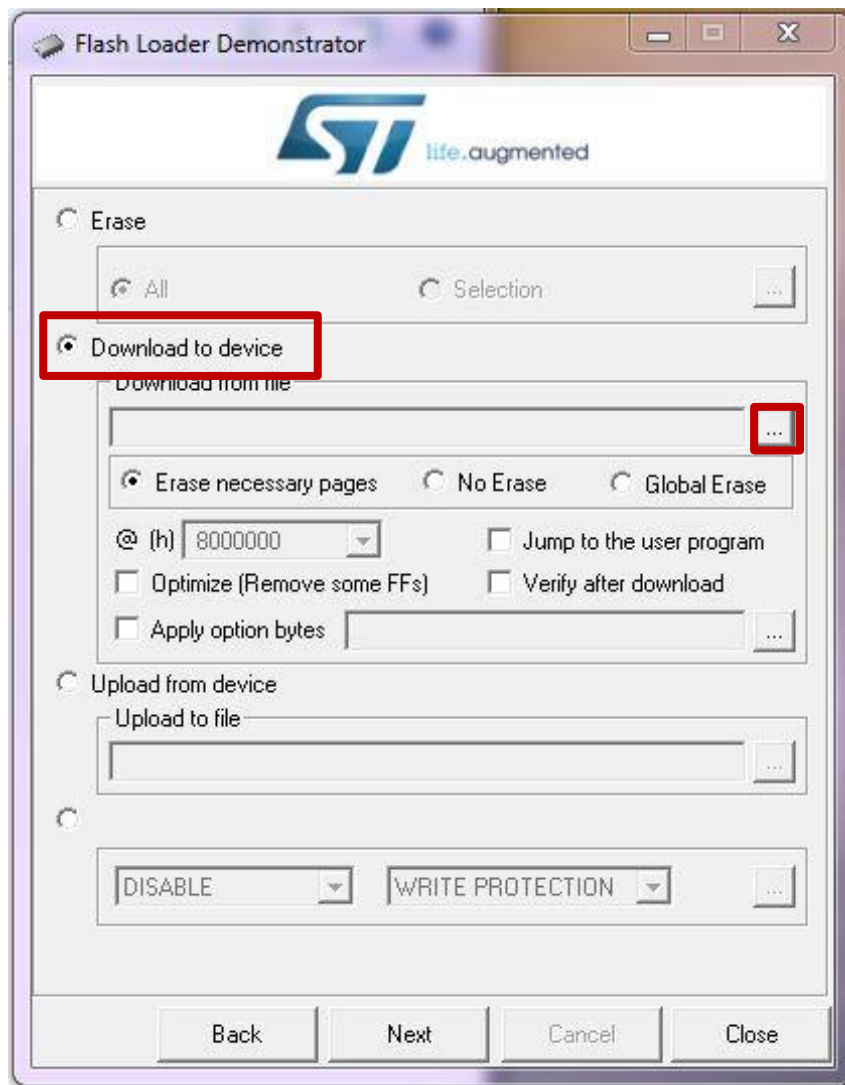 Flash Loader Demonstrator
ST life.augmented
Erase
All Selection ...
Download to device
Download from file
...
Erase necessary pages No Erase Global Erase
@ (h) 8000000 Jump to the user program
Optimize (Remove some FFs) Verify after download
Apply option bytes ...
Upload from device
Upload to file
...
DISABLE WRITE PROTECTION ...
Back Next Cancel Close